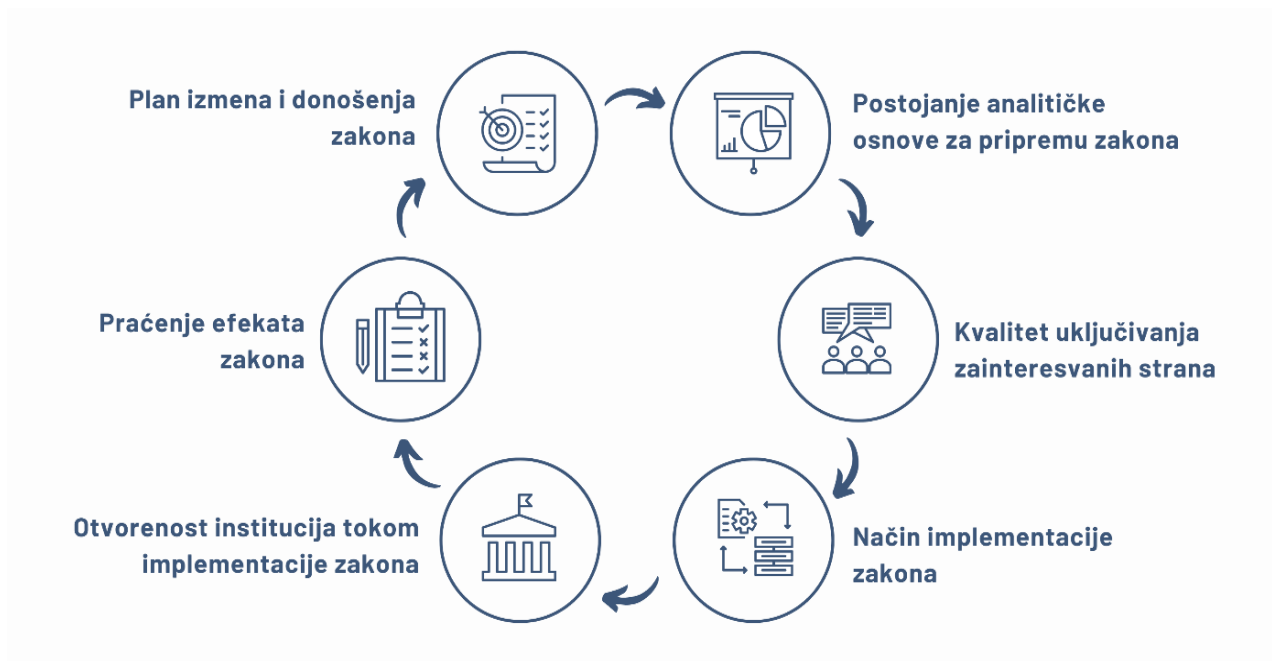 Plan izmena i donošenja
zakona
Postojanje analitičke
osnove za pripremu zakona
Kvalitet uključivanja
zainteresvanih strana
Način implementacije
zakona
Otvorenost institucija tokom
implementacije zakona
Praćenje efekata
zakona